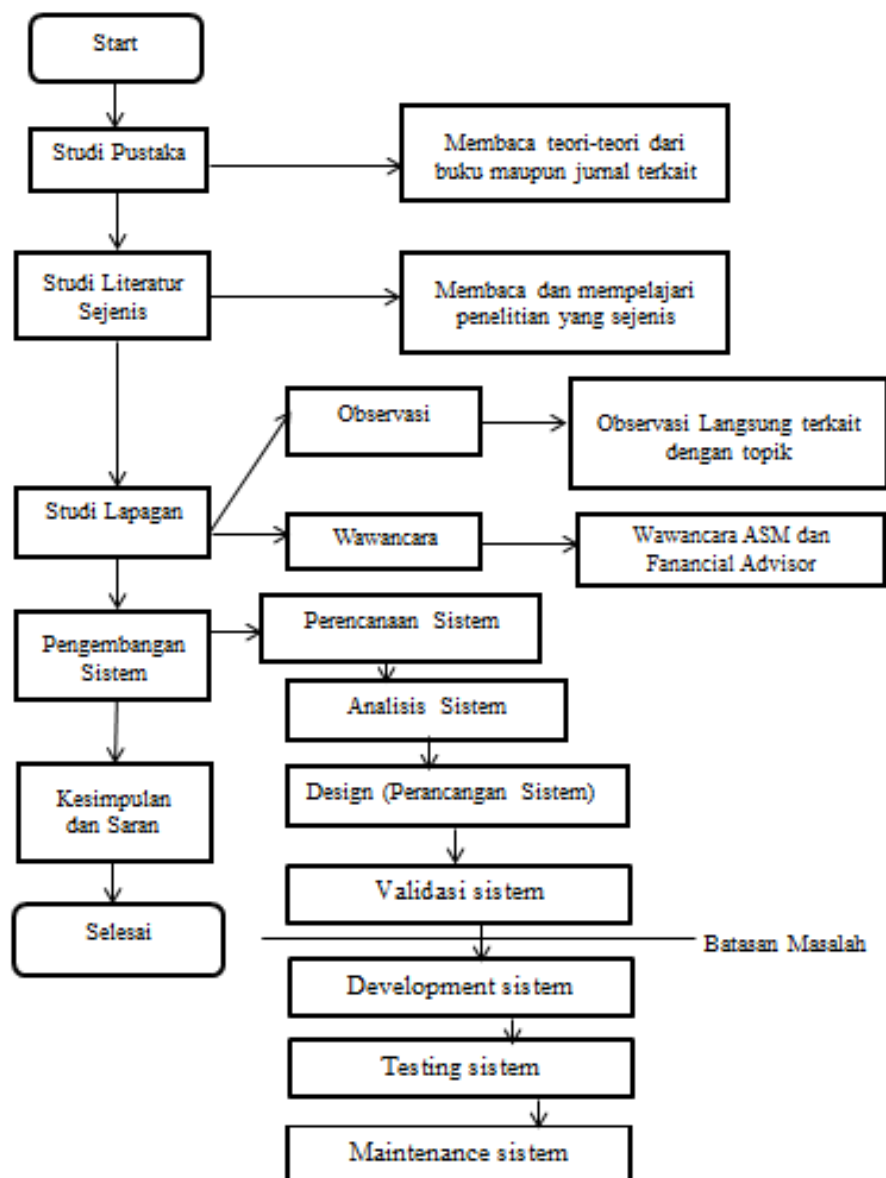 Start
Studi Pustaka
Membaca teori-teori dari
buku maupun jurnal terkait
Studi Literatur
Sejenis
Membaca dan mempelajari
penelitian yang sejenis
Observasi
Observasi Langsung terkait
dengan topik
Studi Lapagan
Wawancara
Wawancara ASM dan
Fanancial Advisor
Pengembangan
Sistem
Perencanaan Sistem
Analisis Sistem
Design (Perancangan Sistem)
Kesimpulan
dan Saran
Validasi sistem
Selesai
Batasan Masalah
Development sistem
Testing sistem
Maintenance sistem